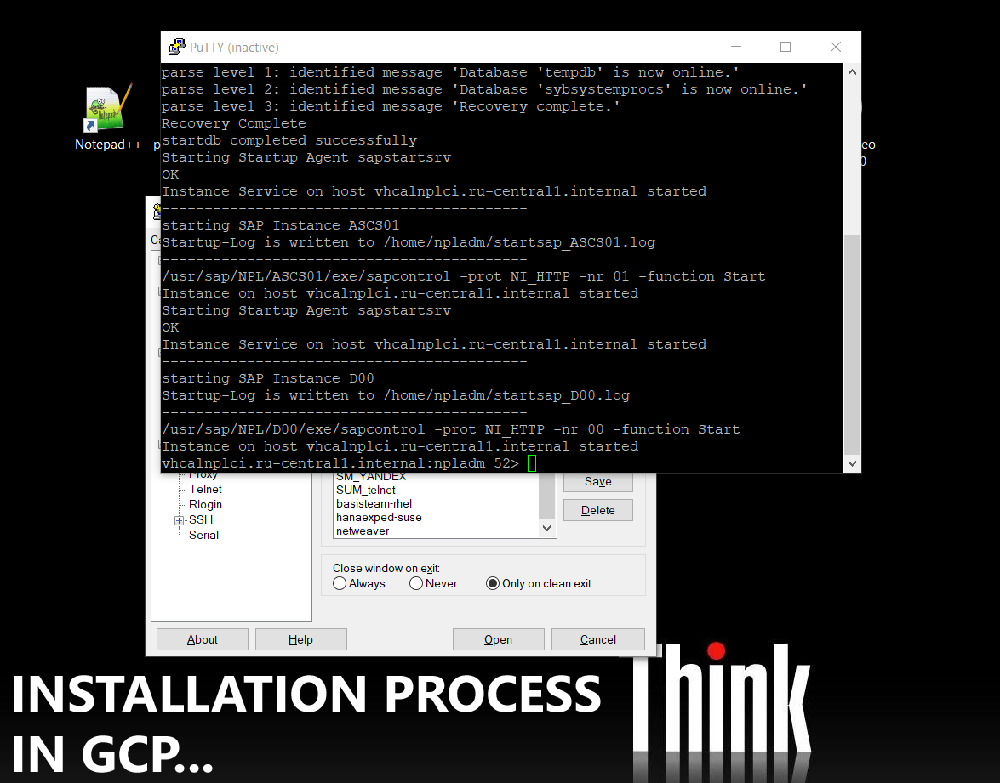 PuTTY (inactive)
parse level 1: identified message 'Database 'tempdb' is now online.'
parse level 2: identified message 'Database 'sybsystemprocs' is now online.'
parse level 3: identified message 'Recovery complete.'
Recovery Complete
startdb completed successfully
Starting Startup Agent sapstartsrv
OK
Instance Service on host vhcalnplci.ru-central1.internal started
-------------------------------------------
starting SAP Instance ASCS01
Startup-Log is written to /home/npladm/startsap_ASCS01.log
-------------------------------------------
/usr/sap/NPL/ASCS01/exe/sapcontrol -prot NI_HTTP -nr 01 -function Start
Instance on host vhcalnplci.ru-central1.internal started
Starting Startup Agent sapstartsrv
OK
Instance Service on host vhcalnplci.ru-central1.internal started
-------------------------------------------
starting SAP Instance D00
Startup-Log is written to /home/npladm/startsap_D00.log
-------------------------------------------
/usr/sap/NPL/D00/exe/sapcontrol -prot NI_HTTP -nr 00 -function Start
Instance on host vhcalnplci.ru-central1.internal started
vhcalnplci.ru-central1.internal:npladm 52>
Notepad++
Proxy
Telnet
Rlogin
SSH
Serial
SM_YANDEX
SUM_telnet
basisteam-rhel
hanaexped-suse
netweaver
Save
Delete
Close window on exit:
Always
Never
Only on clean exit
About
Help
Open
Cancel
INSTALLATION PROCESS
IN GCP...
Think